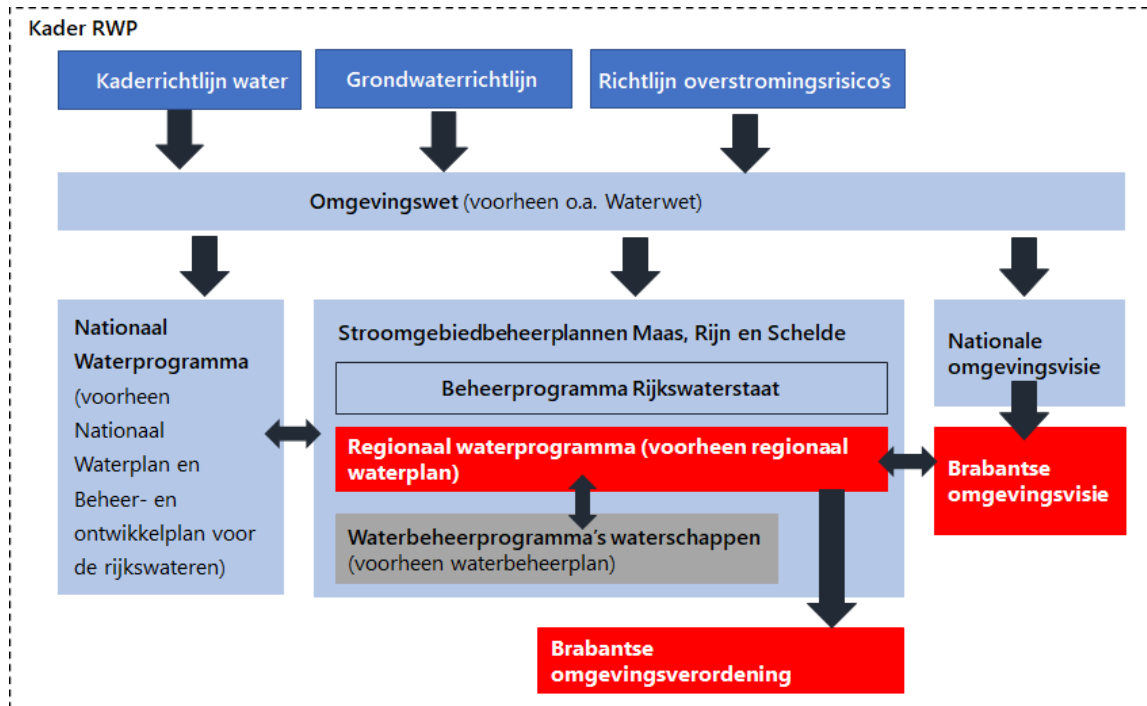 Kader RWP
Kaderrichtlijn water
Grondwaterrichtlijn
Richtlijn overstromingsrisico's
Omgevingswet (voorheen o.a. Waterwet)
Nationaal
Waterprogramma
(voorheen
Nationaal
Waterplan en
Beheer- en
ontwikkelplan voor
de rijkswateren)
Stroomgebiedbeheerplannen Maas, Rijn en Schelde
Beheerprogramma Rijkswaterstaat
Regionaal waterprogramma (voorheen regionaal
waterplan)
Waterbeheerprogramma's waterschappen
(voorheen waterbeheerplan)
Nationale
omgevingsvisie
Brabantse
omgevingsvisie
Brabantse
omgevingsverordening